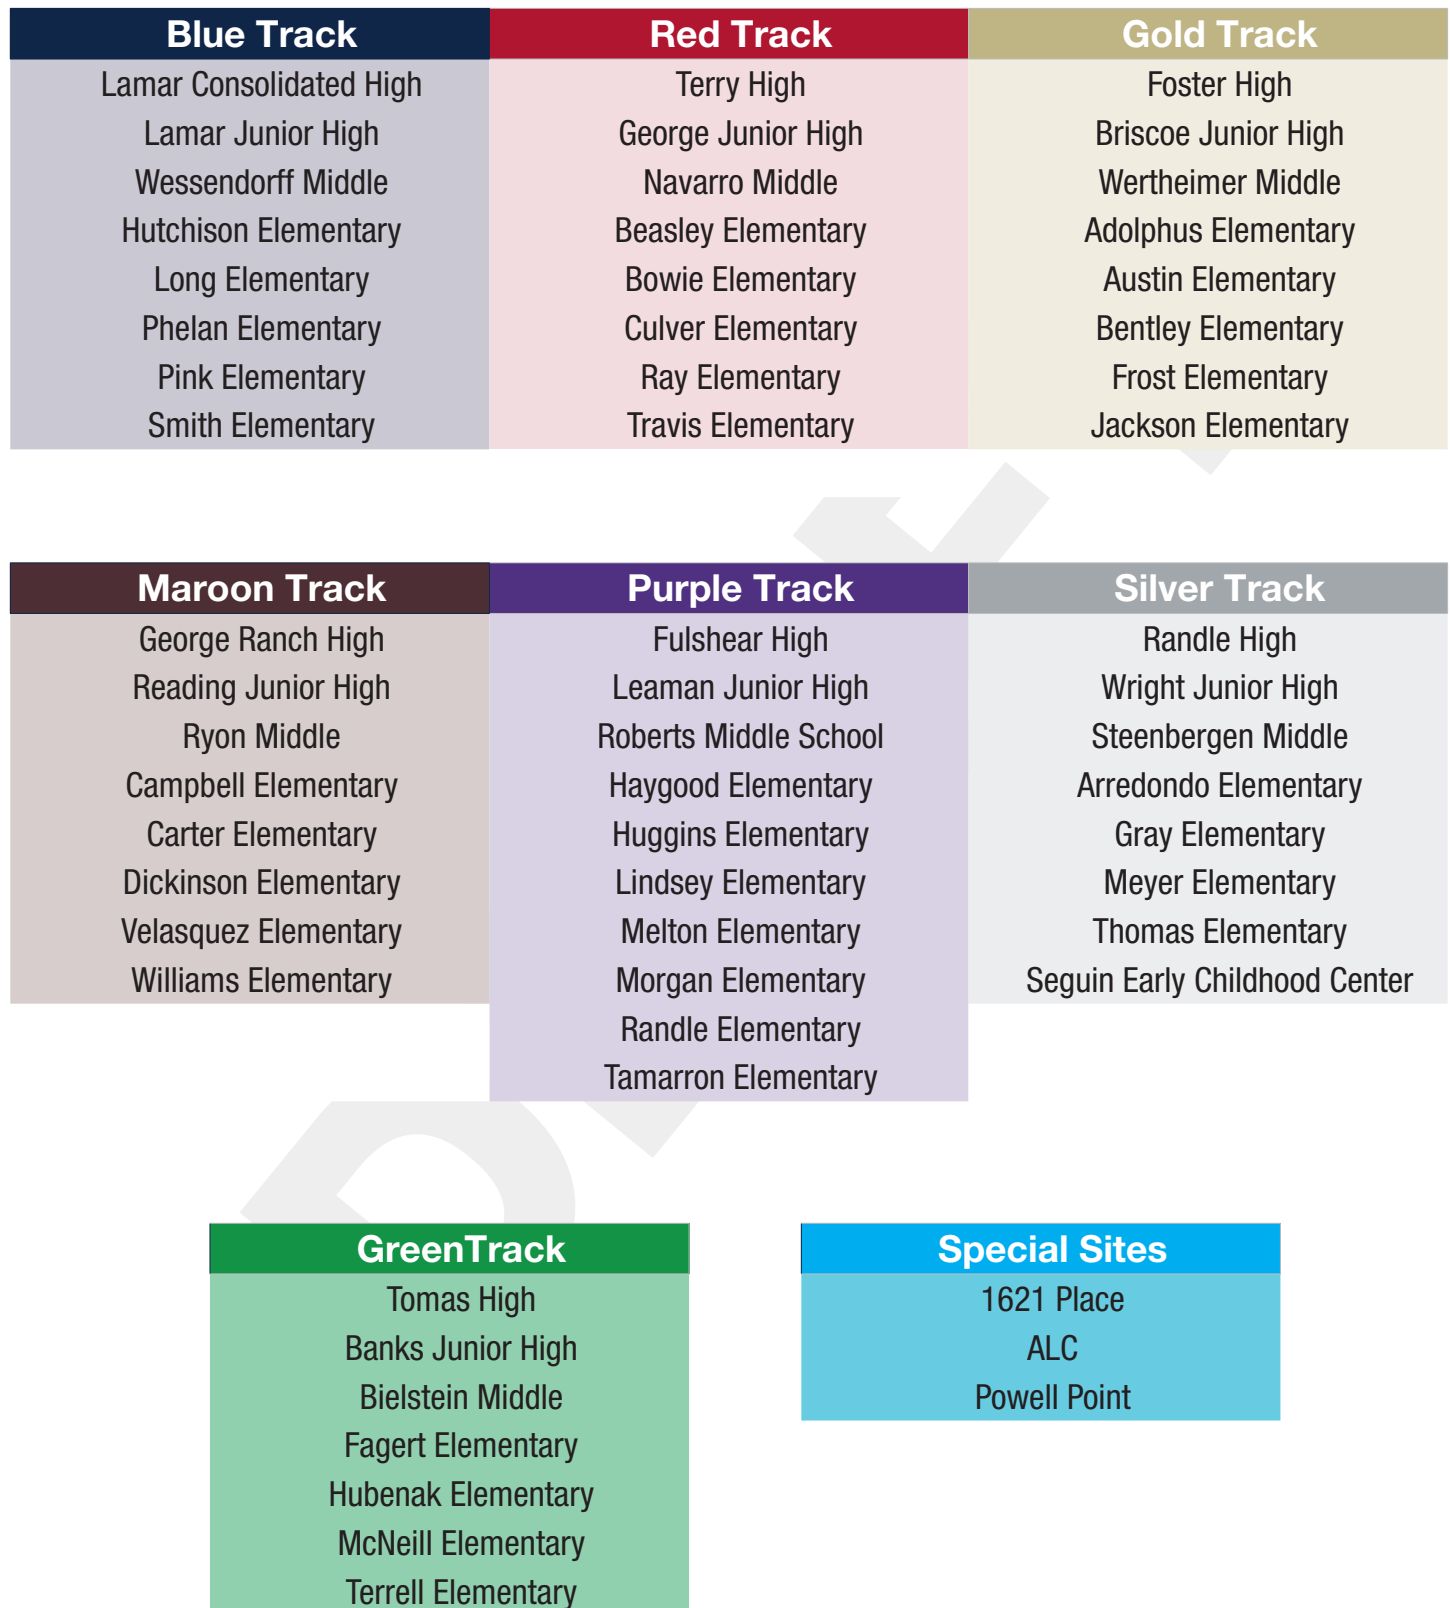 Blue Track
Lamar Consolidated High
Lamar Junior High
Wessendorff Middle
Hutchison Elementary
Long Elementary
Phelan Elementary
Pink Elementary
Smith Elementary
Red Track
Terry High
George Junior High
Navarro Middle
Beasley Elementary
Bowie Elementary
Culver Elementary
Ray Elementary
Travis Elementary
Gold Track
Foster High
Briscoe Junior High
Wertheimer Middle
Adolphus Elementary
Austin Elementary
Bentley Elementary
Frost Elementary
Jackson Elementary
Maroon Track
George Ranch High
Reading Junior High
Ryon Middle
Campbell Elementary
Carter Elementary
Dickinson Elementary
Velasquez Elementary
Williams Elementary
Purple Track
Fulshear High
Leaman Junior High
Roberts Middle School
Haygood Elementary
Huggins Elementary
Lindsey Elementary
Melton Elementary
Morgan Elementary
Randle Elementary
Tamarron Elementary
Silver Track
Randle High
Wright Junior High
Steenbergen Middle
Arredondo Elementary
Gray Elementary
Meyer Elementary
Thomas Elementary
Seguin Early Childhood Center
GreenTrack
Tomas High
Banks Junior High
Bielstein Middle
Fagert Elementary
Hubenak Elementary
McNeill Elementary
Terrell Elementary
Special Sites
1621 Place
ALC
Powell Point